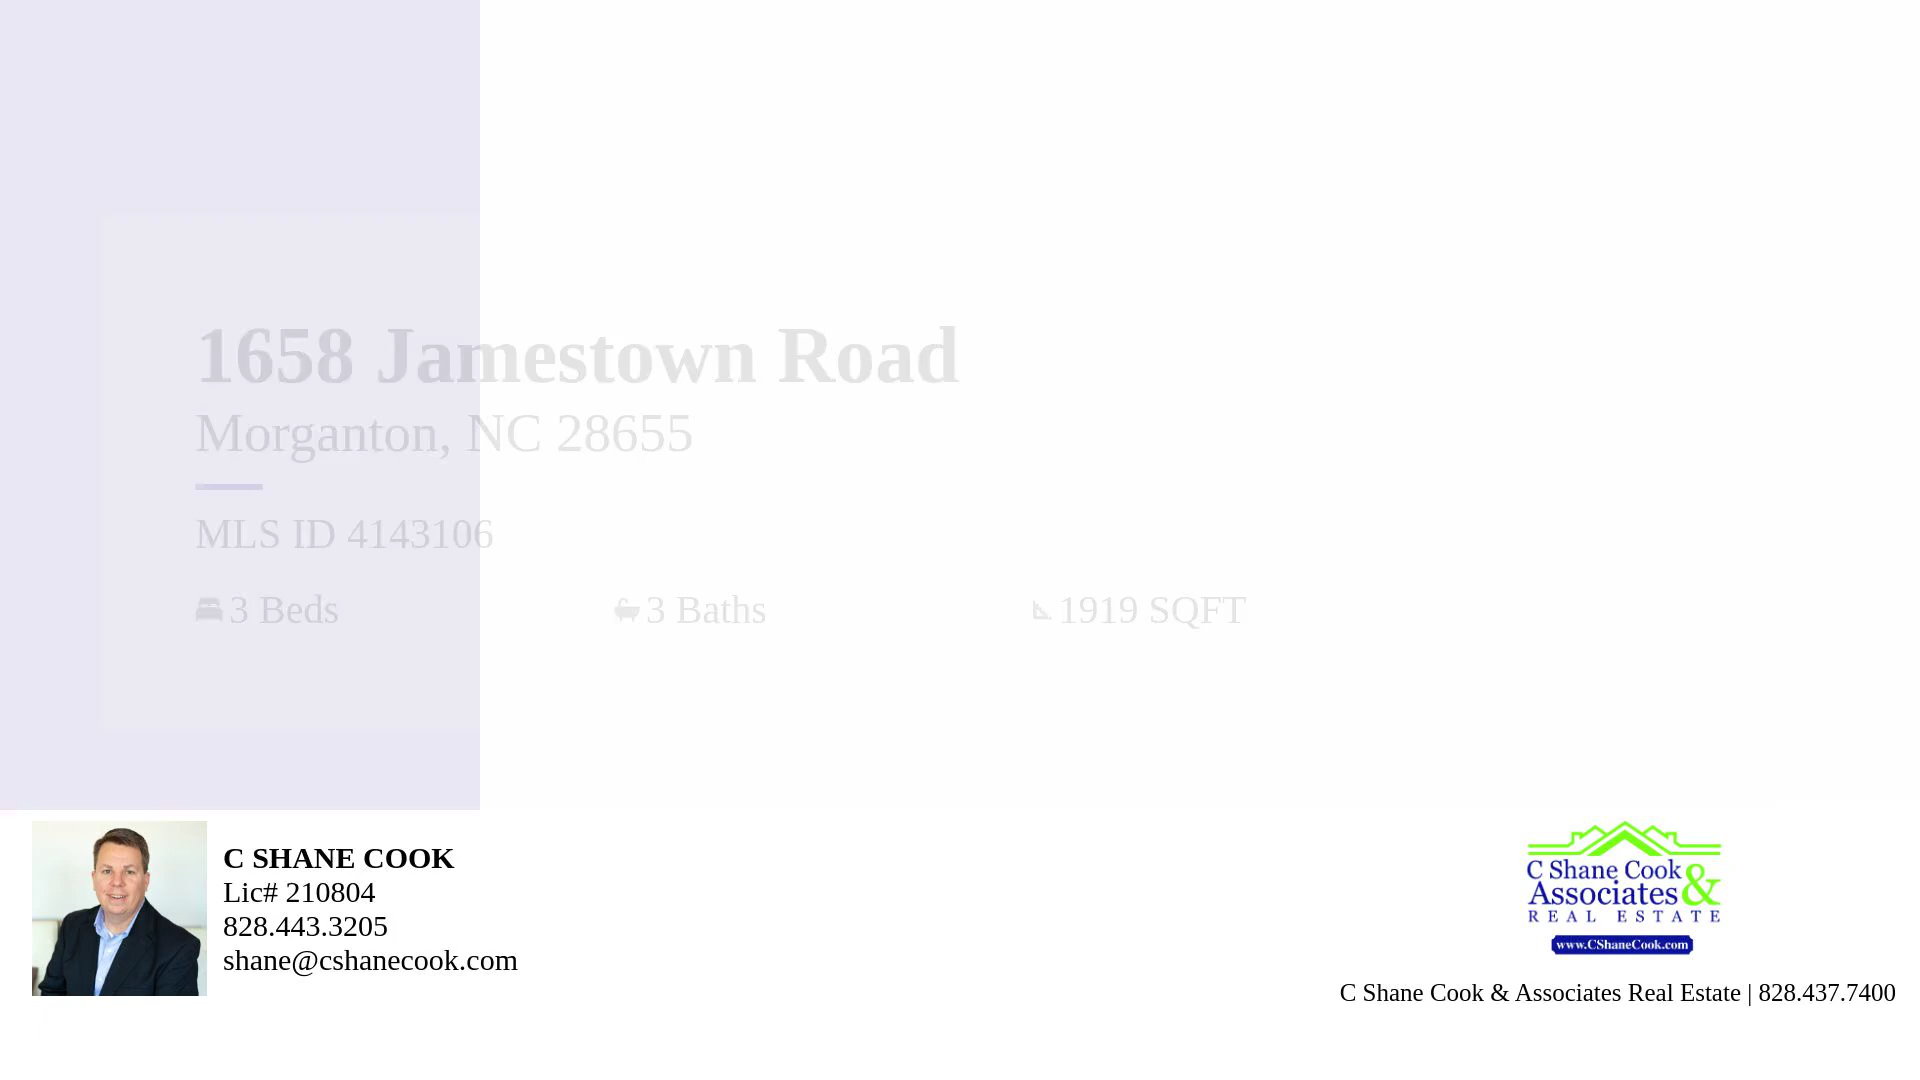 1658 Jamestown Road
Morganton, NC 28655
MLS ID 4143106
3 Beds
3 Baths
1919 SQFT
C SHANE COOK
Lic# 210804
828.443.3205
shane@cshanecook.com
C Shane Cook
Associates &
REAL ESTATE
www.CShaneCook.com
C Shane Cook & Associates Real Estate | 828.437.7400